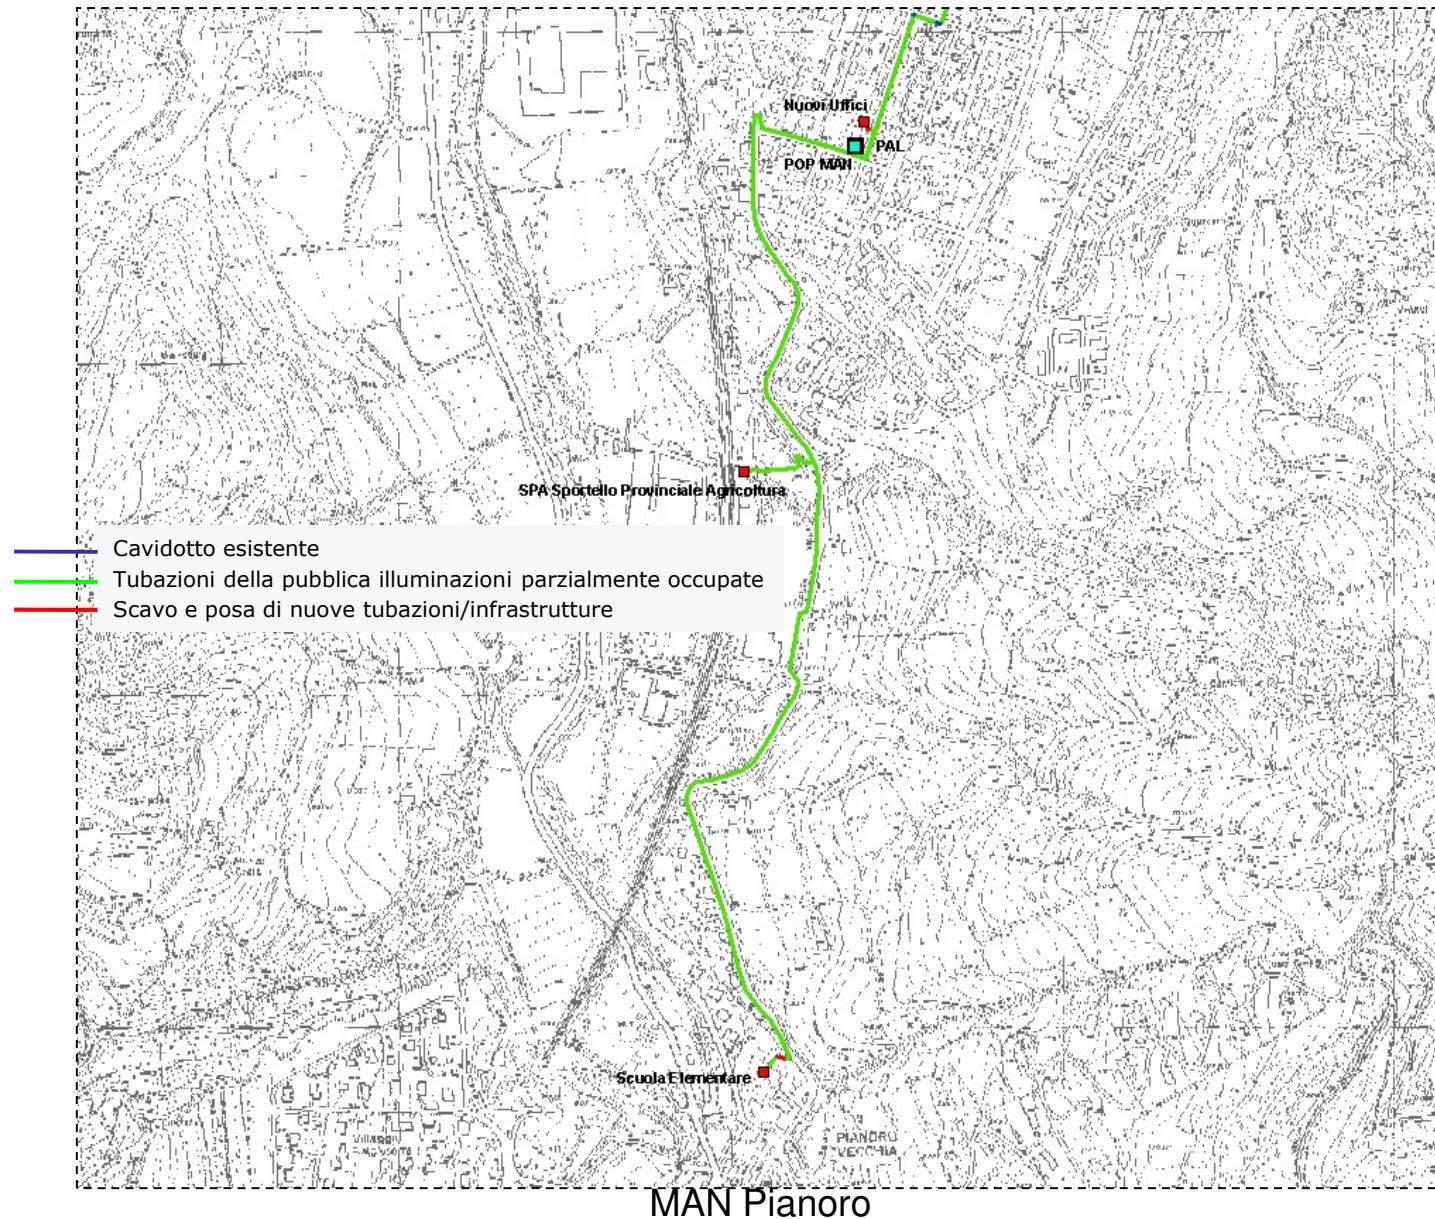 Nuovi Uffici
PAL
POP MAN
SPA Sportello Provinciale Agricoltura
Cavidotto esistente
Tubazioni della pubblica illuminazioni parzialmente occupate
Scavo e posa di nuove tubazioni/infrastrutture
Scuola Elementare
PIANORO
VECCHIA
MAN Pianoro